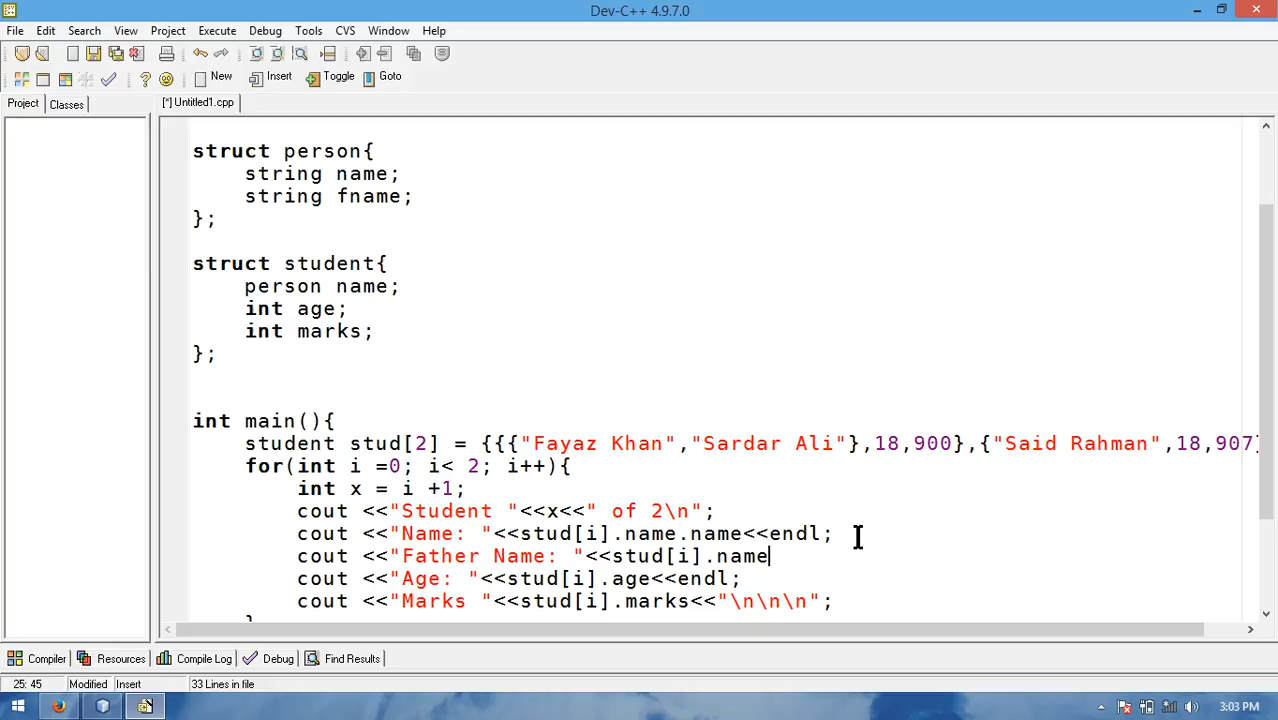 Dev-C++ 4.9.7.0
File Edit Search View Project Execute Debug Tools CVS Window Help
New Insert Toggle Goto
Project Classes [*] Untitled1.cpp
struct person{
string name;
string fname;
};
struct student{
person name;
int age;
int marks;
};
int main(){
student stud[2] = {{{"Fayaz Khan","Sardar Ali"},18,900},{"Said Rahman",18,907}
for(int i =0; i< 2; i++){
int x = i +1;
cout <<"Student "<<x<<" of 2\n";
cout <<"Name: "<<stud[i].name.name<<endl;
cout <<"Father Name: "<<stud[i].name
cout <<"Age: "<<stud[i].age<<endl;
cout <<"Marks "<<stud[i].marks<<"\n\n\n";
}
Compiler Resources Compile Log Debug Find Results
25: 45 Modified Insert 33 Lines in file
3:03 PM